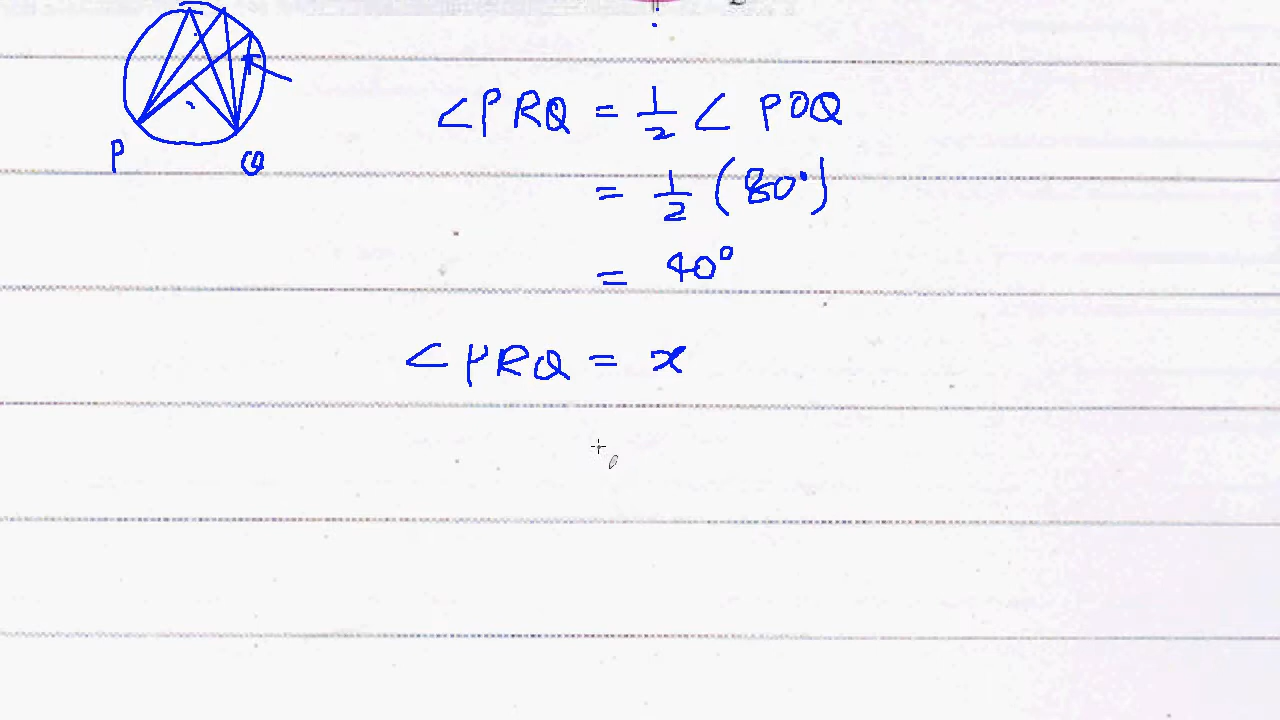 P Q
∠PRQ = 1/2 ∠ POQ
= 1/2 (80°)
= 40°
∠PRQ = x